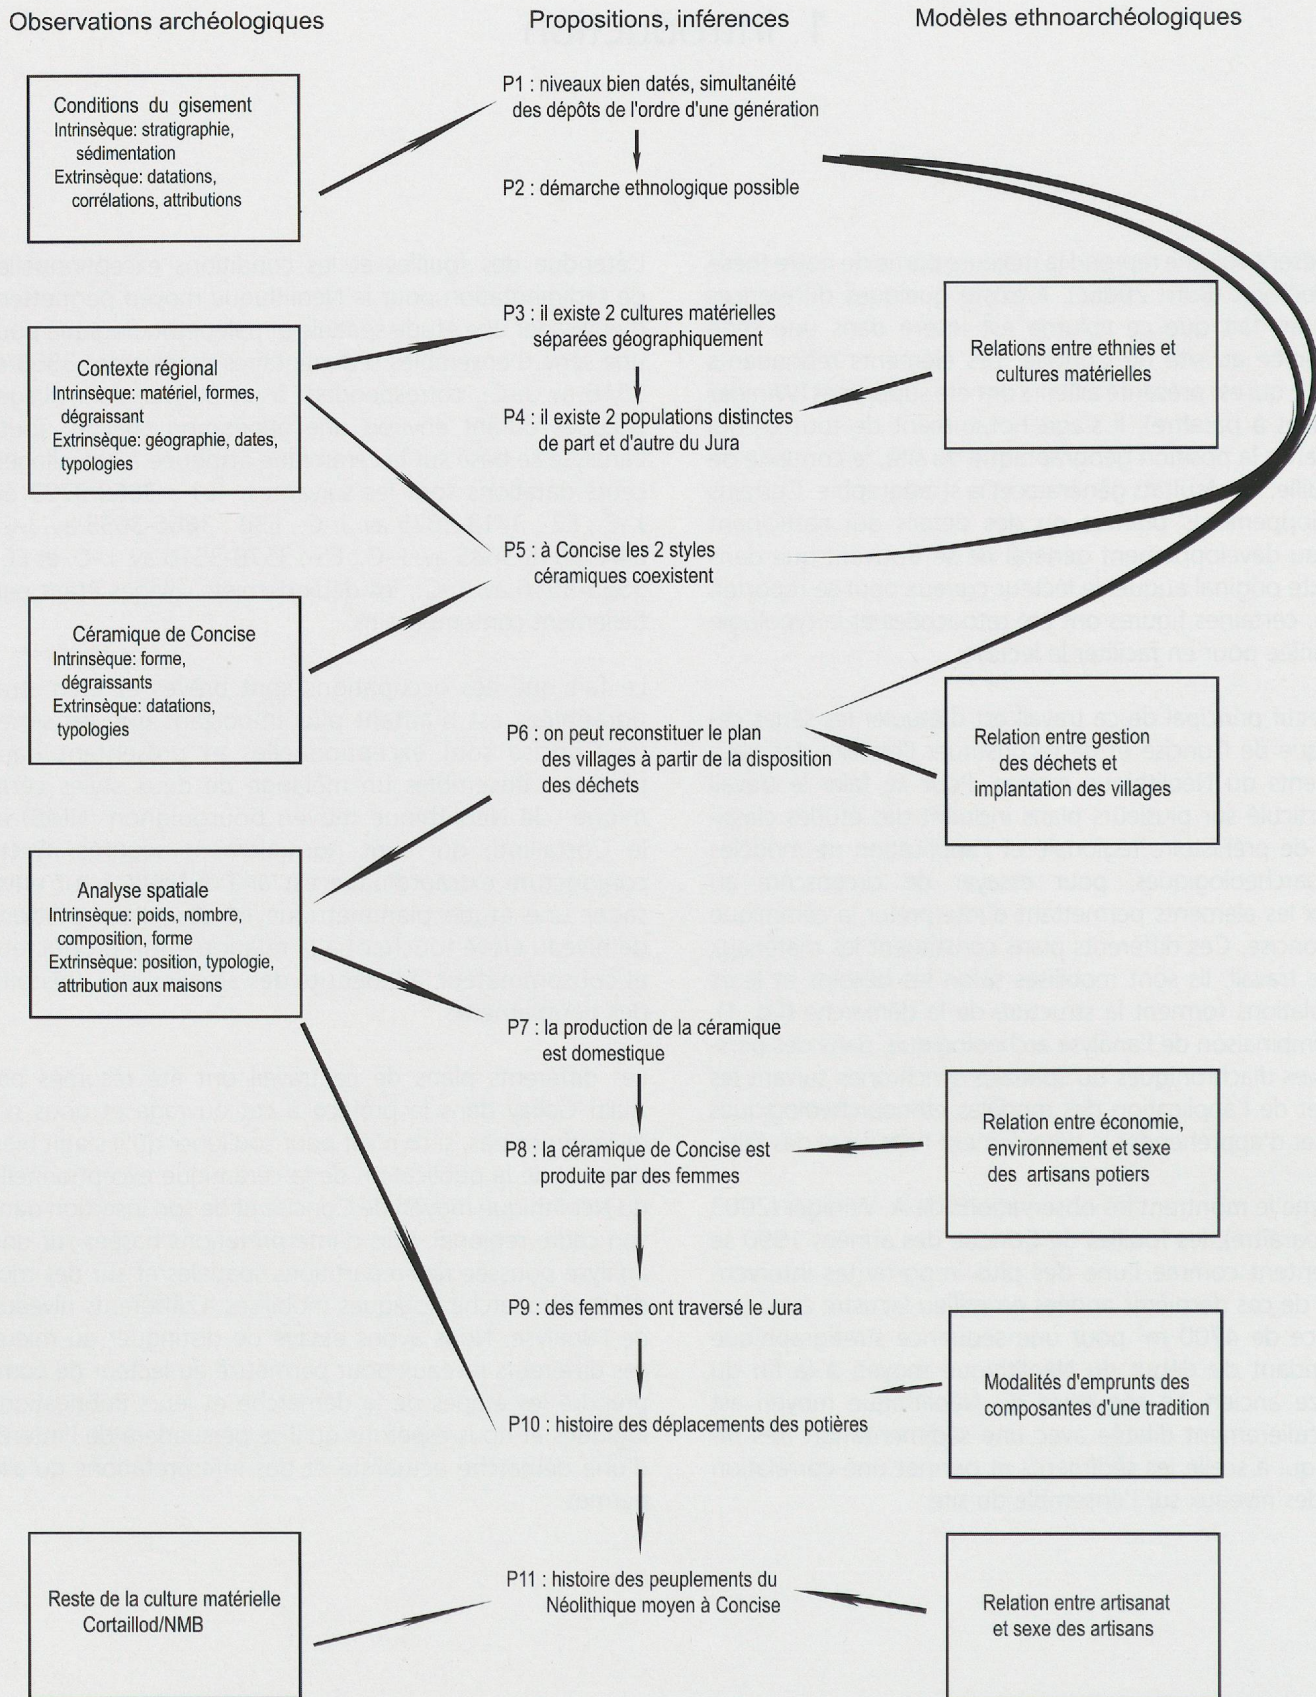 Observations archéologiques
Propositions, inférences
Modèles ethnoarchéologiques
Conditions du gisement
Intrinsèque: stratigraphie,
sédimentation
Extrinsèque: datations,
corrélations, attributions
P1 : niveaux bien datés, simultanéité
des dépôts de l'ordre d'une génération
P2 : démarche ethnologique possible
Contexte régional
Intrinsèque: matériel, formes,
dégraissant
Extrinsèque: géographie, dates,
typologies
P3 : il existe 2 cultures matérielles
séparées géographiquement
P4 : il existe 2 populations distinctes
de part et d'autre du Jura
Relations entre ethnies et
cultures matérielles
P5 : à Concise les 2 styles
céramiques coexistent
Céramique de Concise
Intrinsèque: forme,
dégraissants
Extrinsèque: datations,
typologies
P6 : on peut reconstituer le plan
des villages à partir de la disposition
des déchets
Relation entre gestion
des déchets et
implantation des villages
Analyse spatiale
Intrinsèque: poids, nombre,
composition, forme
Extrinsèque: position, typologie,
attribution aux maisons
P7 : la production de la céramique
est domestique
P8 : la céramique de Concise est
produite par des femmes
Relation entre économie,
environnement et sexe
des artisans potiers
P9 : des femmes ont traversé le Jura
P10 : histoire des déplacements des potières
Modalités d'emprunts des
composantes d'une tradition
Reste de la culture matérielle
Cortaillod/NMB
P11 : histoire des peuplements du
Néolithique moyen à Concise
Relation entre artisanat
et sexe des artisans